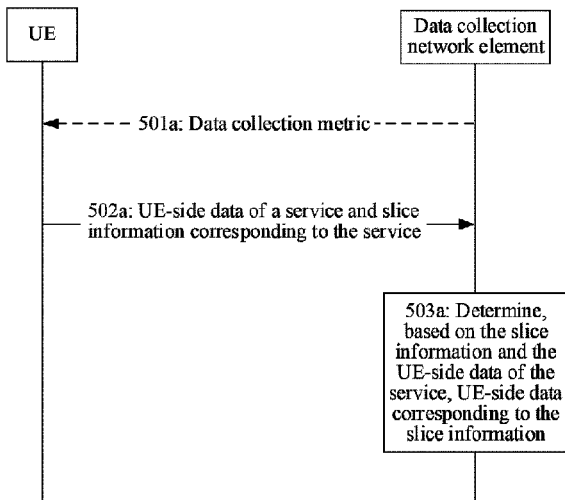 UE
Data collection
network element
501a: Data collection metric
502a: UE-side data of a service and slice
information corresponding to the service
503a: Determine,
based on the slice
information and the
UE-side data of the
service, UE-side data
corresponding to the
slice information